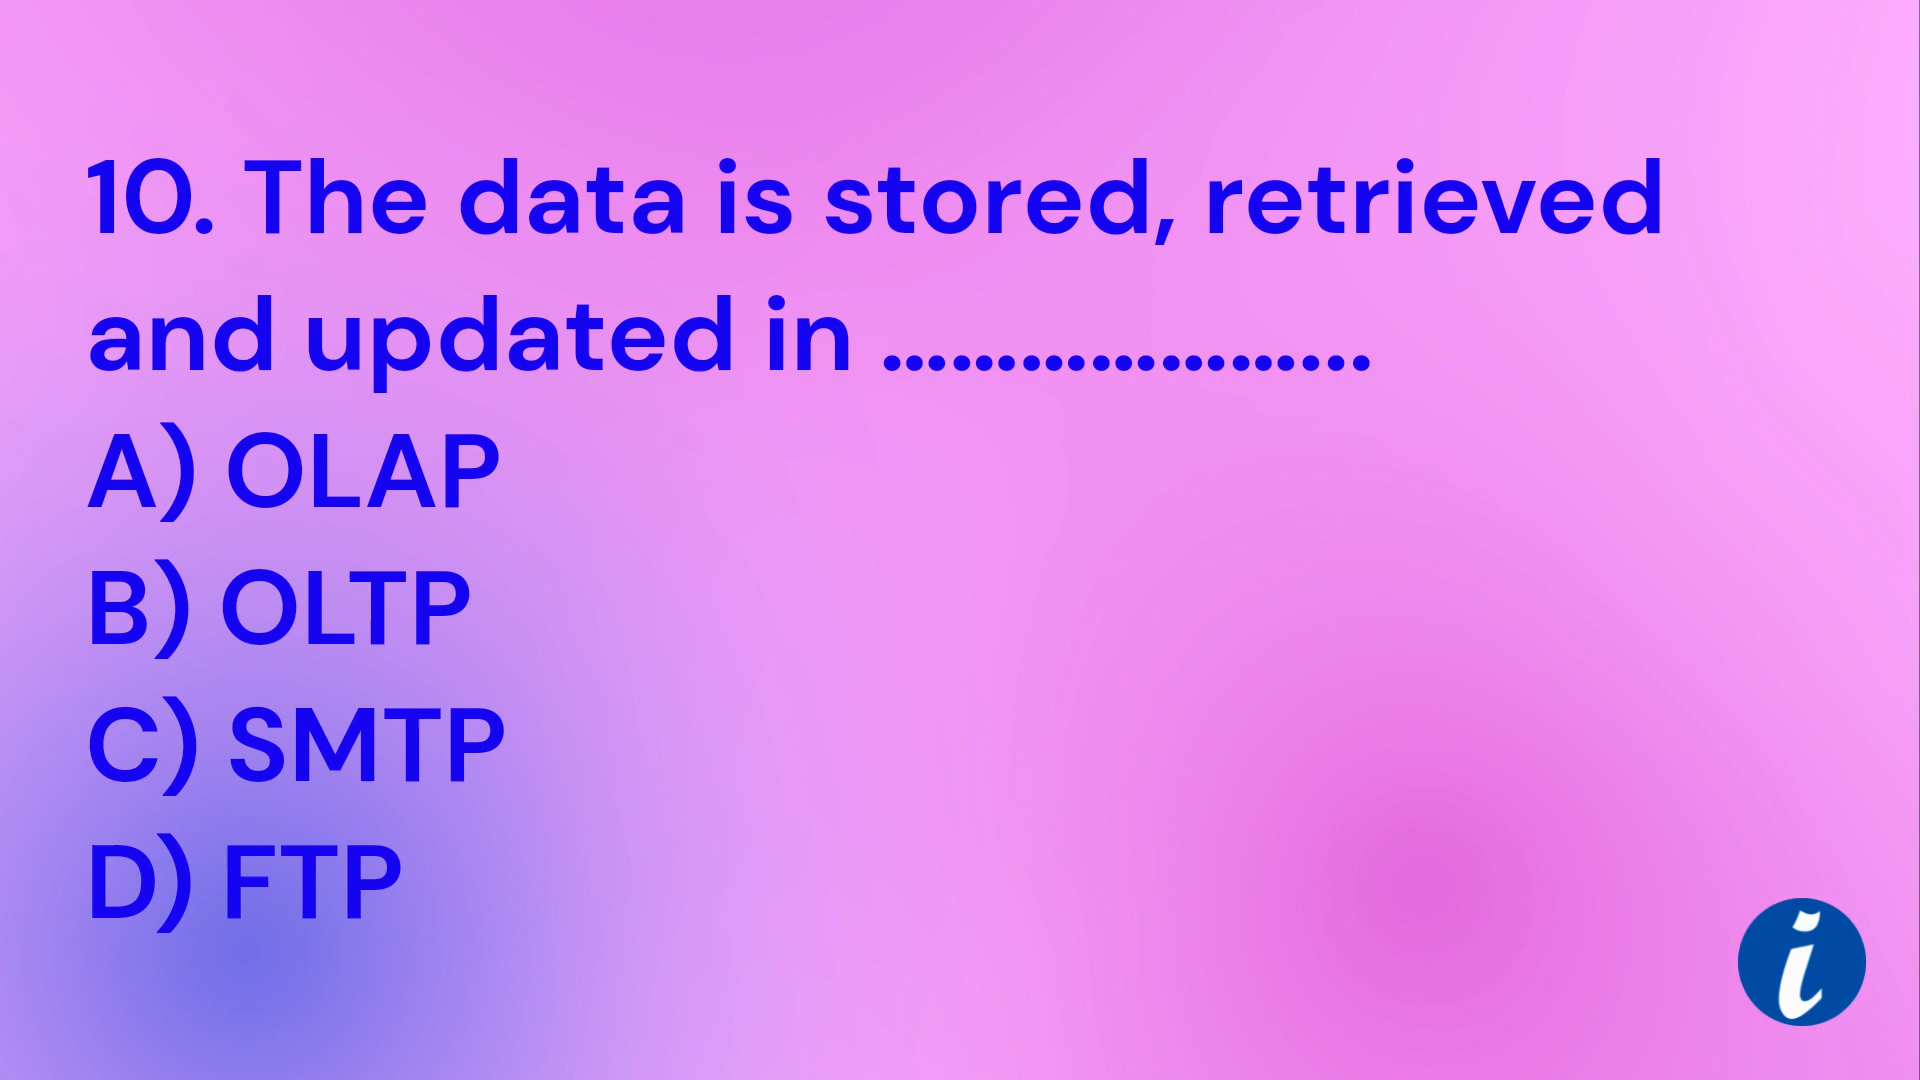 10. The data is stored, retrieved
and updated in ………………...
A) OLAP
B) OLTP
C) SMTP
D) FTP
i